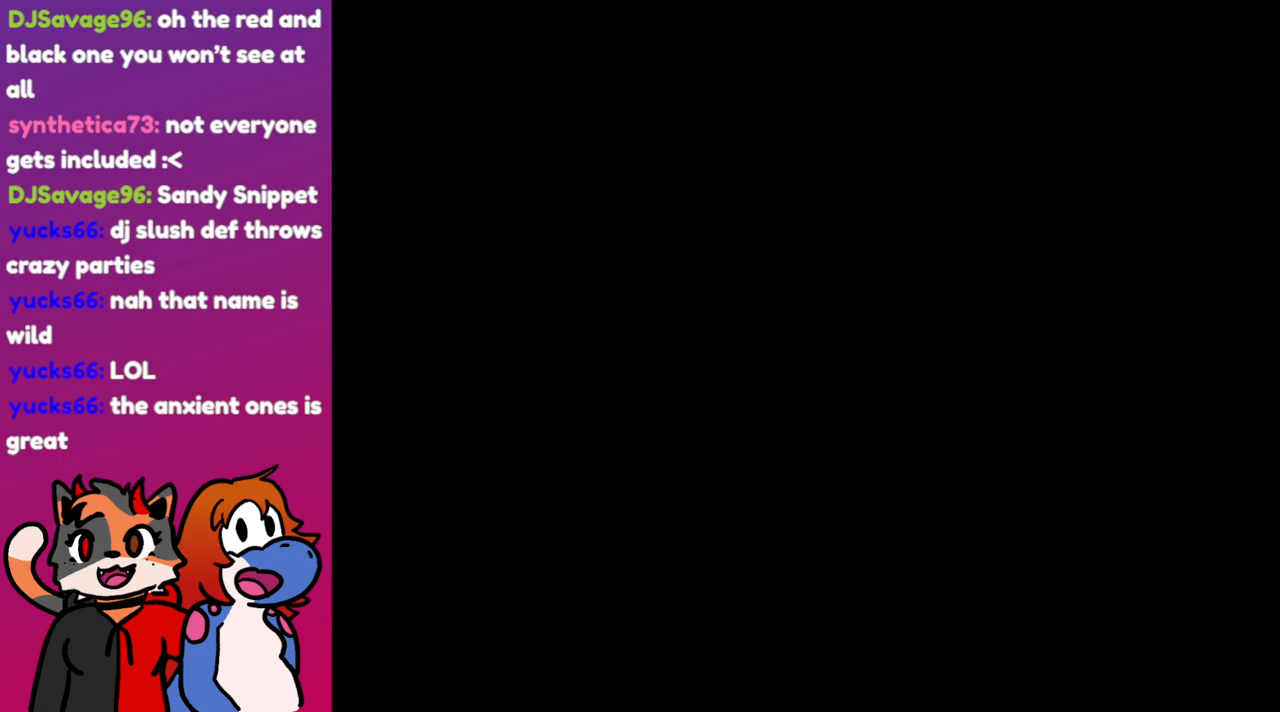 DJSavage96: oh the red and
black one you won't see at
all
synthetica73: not everyone
gets included :<
DJSavage96: Sandy Snippet
yucks66: dj slush def throws
crazy parties
yucks66: nah that name is
wild
yucks66: LOL
yucks66: the anxient ones is
great